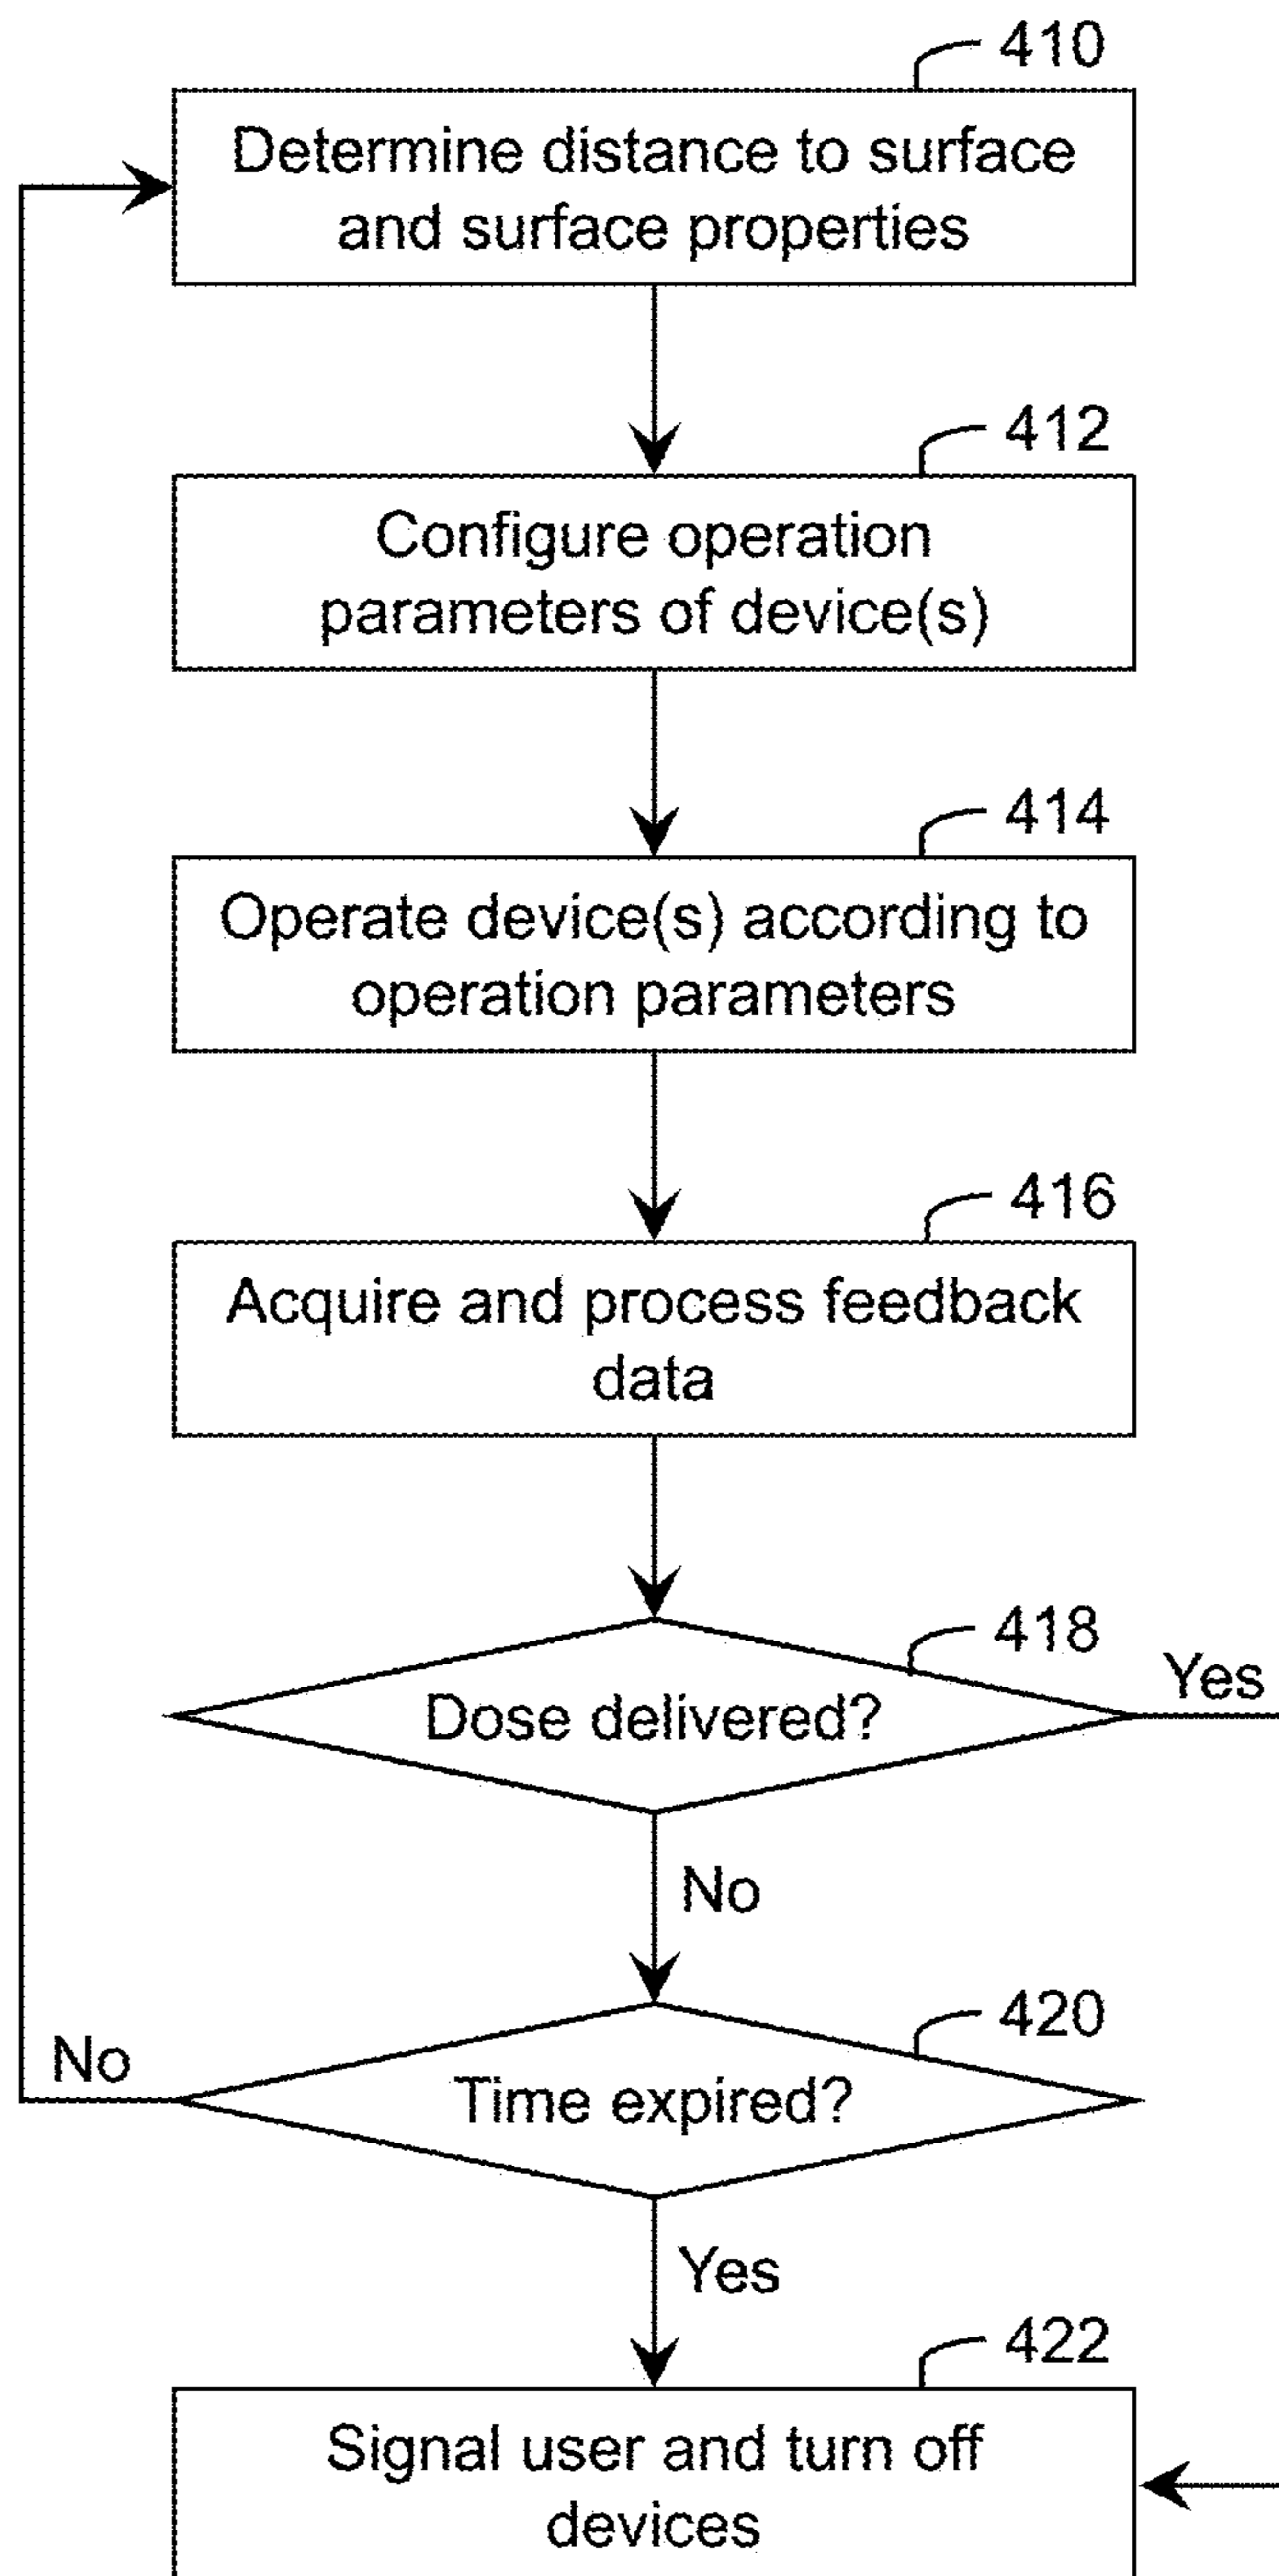 410
Determine distance to surface
and surface properties
412
Configure operation
parameters of device(s)
414
Operate device(s) according to
operation parameters
416
Acquire and process feedback
data
418
Yes
Dose delivered?
No
420
No
Time expired?
Yes
422
Signal user and turn off
devices